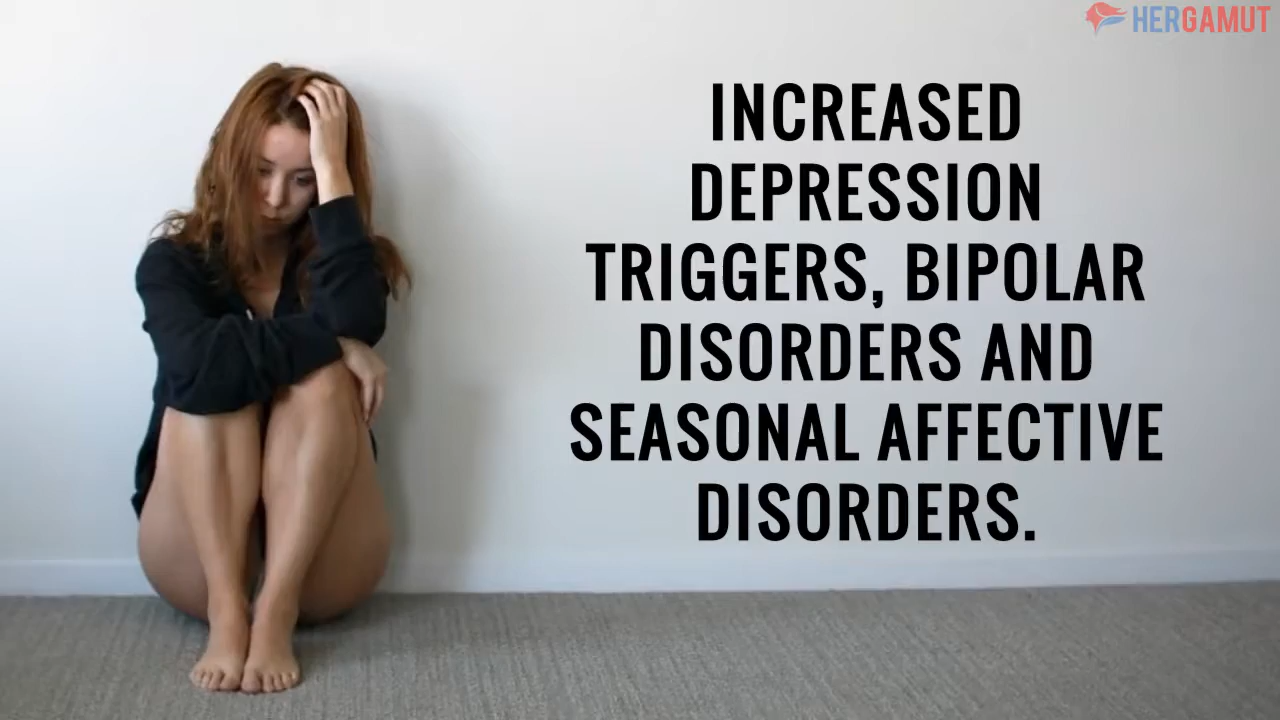 HERGAMUT
INCREASED
DEPRESSION
TRIGGERS, BIPOLAR
DISORDERS AND
SEASONAL AFFECTIVE
DISORDERS.